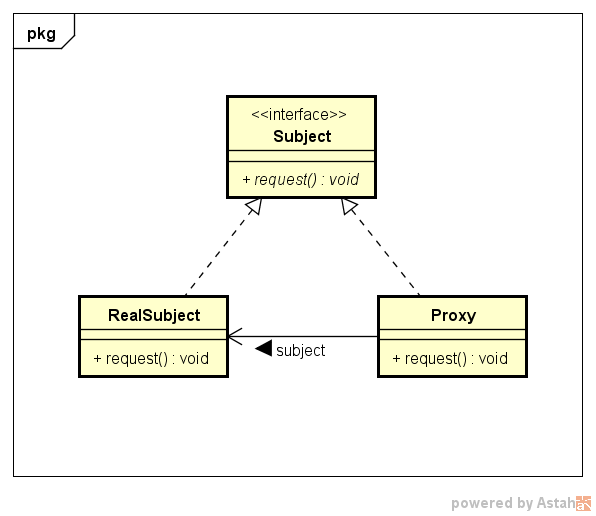 pkg
<<interface>>
Subject
+ request() : void
RealSubject
+ request() : void
Proxy
+ request() : void
subject
powered by Astah